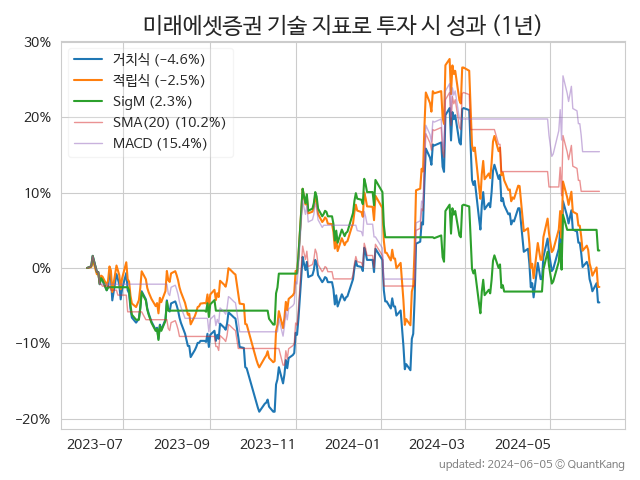 미래에셋증권 기술 지표로 투자 시 성과 (1년)
30%
20%
10%
0%
−10%
−20%
거치식 (−4.6%)
적립식 (−2.5%)
SigM (2.3%)
SMA(20) (10.2%)
MACD (15.4%)
2023−07
2023−09
2023−11
2024−01
2024−03
2024−05
updated: 2024−06−05 ⓒ QuantKang